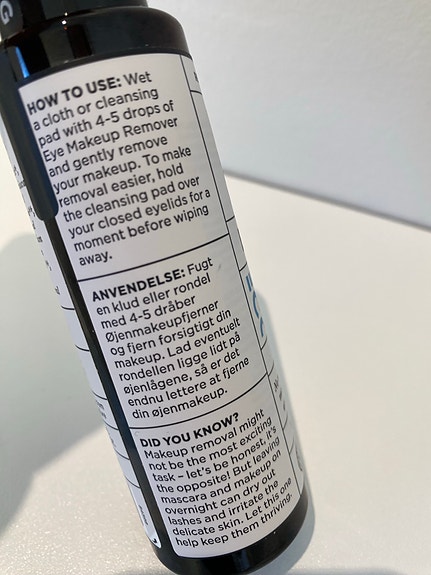 HOW TO USE: Wet
a cloth or cleansing
pad with 4-5 drops of
Eye Makeup Remover
and gently remove
your makeup. To make
removal easier, hold
the cleansing pad over
your closed eyelids for a
moment before wiping
away.
ANVENDELSE: Fugt
en klud eller rondel
med 4-5 dråber
Øjenmakeupfjerner
og fjern forsigtigt din
makeup. Lad eventuelt
rondellen ligge lidt på
øjenlågene, så er det
endnu lettere at fjerne
din øjenmakeup.
DID YOU KNOW?
Makeup removal might
not be the most exciting
task – let's be honest, it's
the opposite! But leaving
mascara and makeup on
overnight can dry out
lashes and irritate the
delicate skin. Let this one
help keep them thriving.